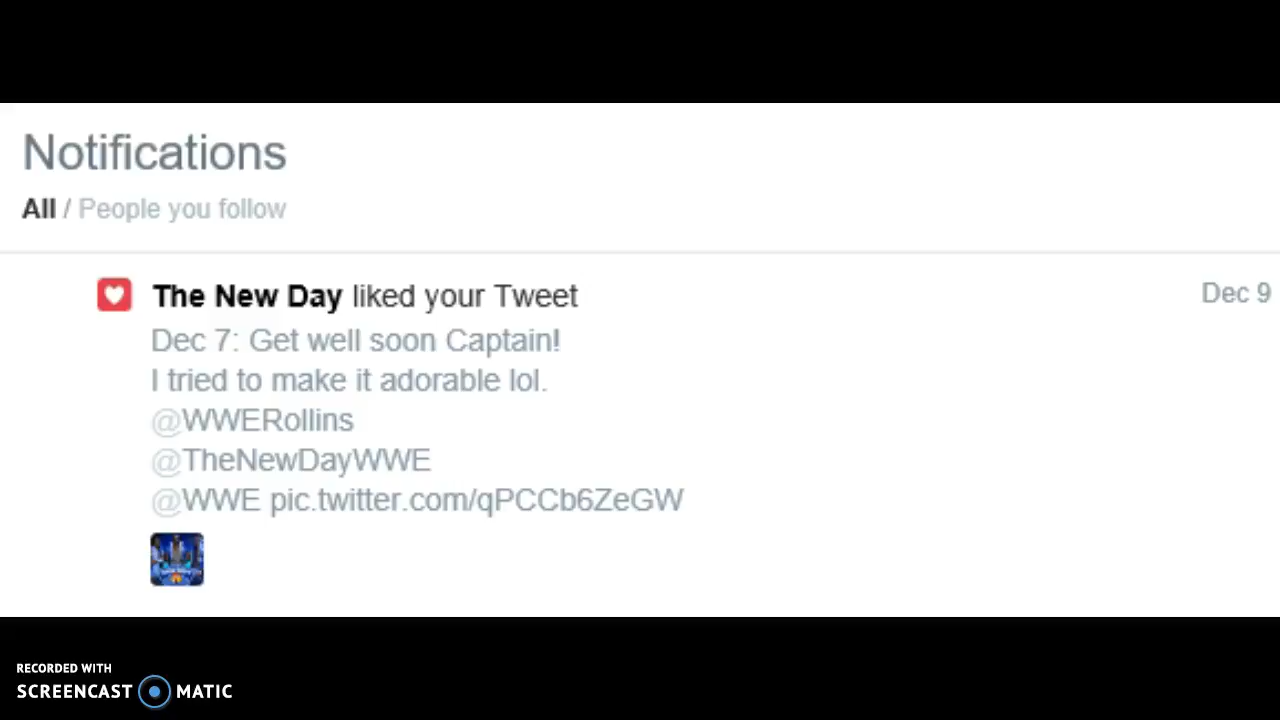 Notifications
All / People you follow
The New Day liked your Tweet
Dec 9
Dec 7: Get well soon Captain!
I tried to make it adorable lol.
@WWERollins
@TheNewDayWWE
@WWE pic.twitter.com/qPCCb6ZeGW
RECORDED WITH
SCREENCAST MATIC